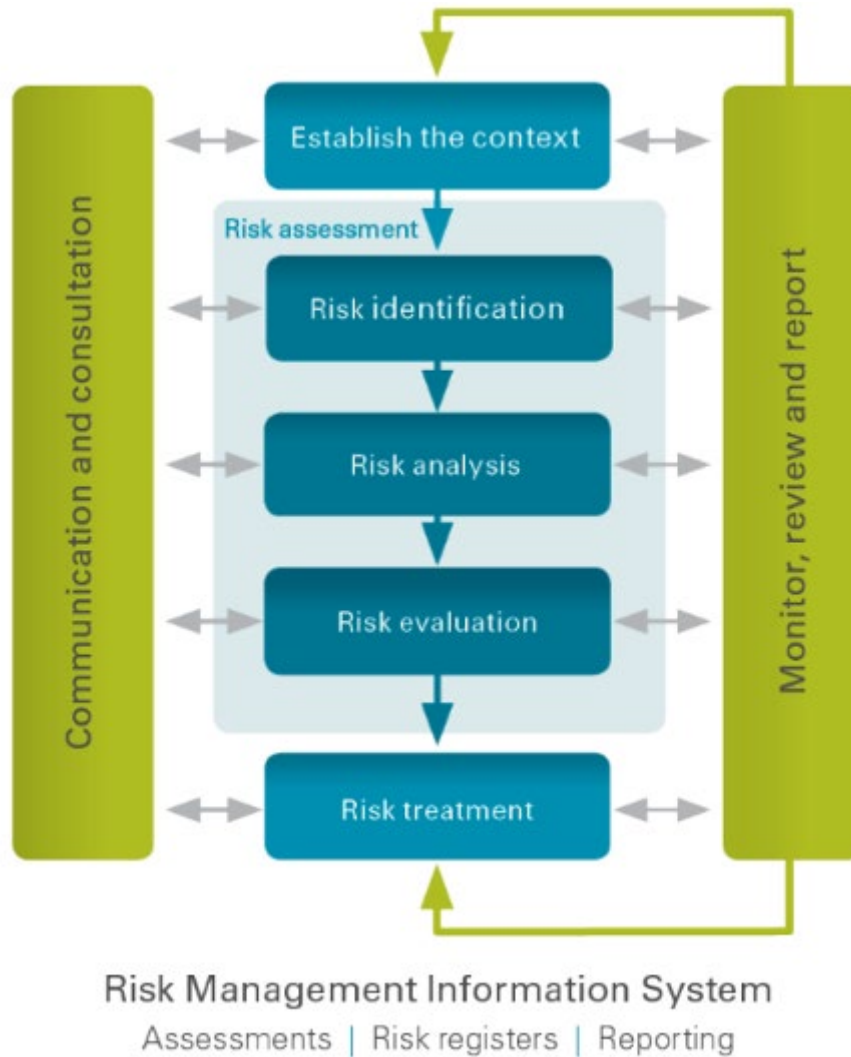 Establish the context
Communication and consultation
Risk assessment
Risk identification
Risk analysis
Risk evaluation
Risk treatment
Monitor, review and report
Risk Management Information System
Assessments | Risk registers | Reporting